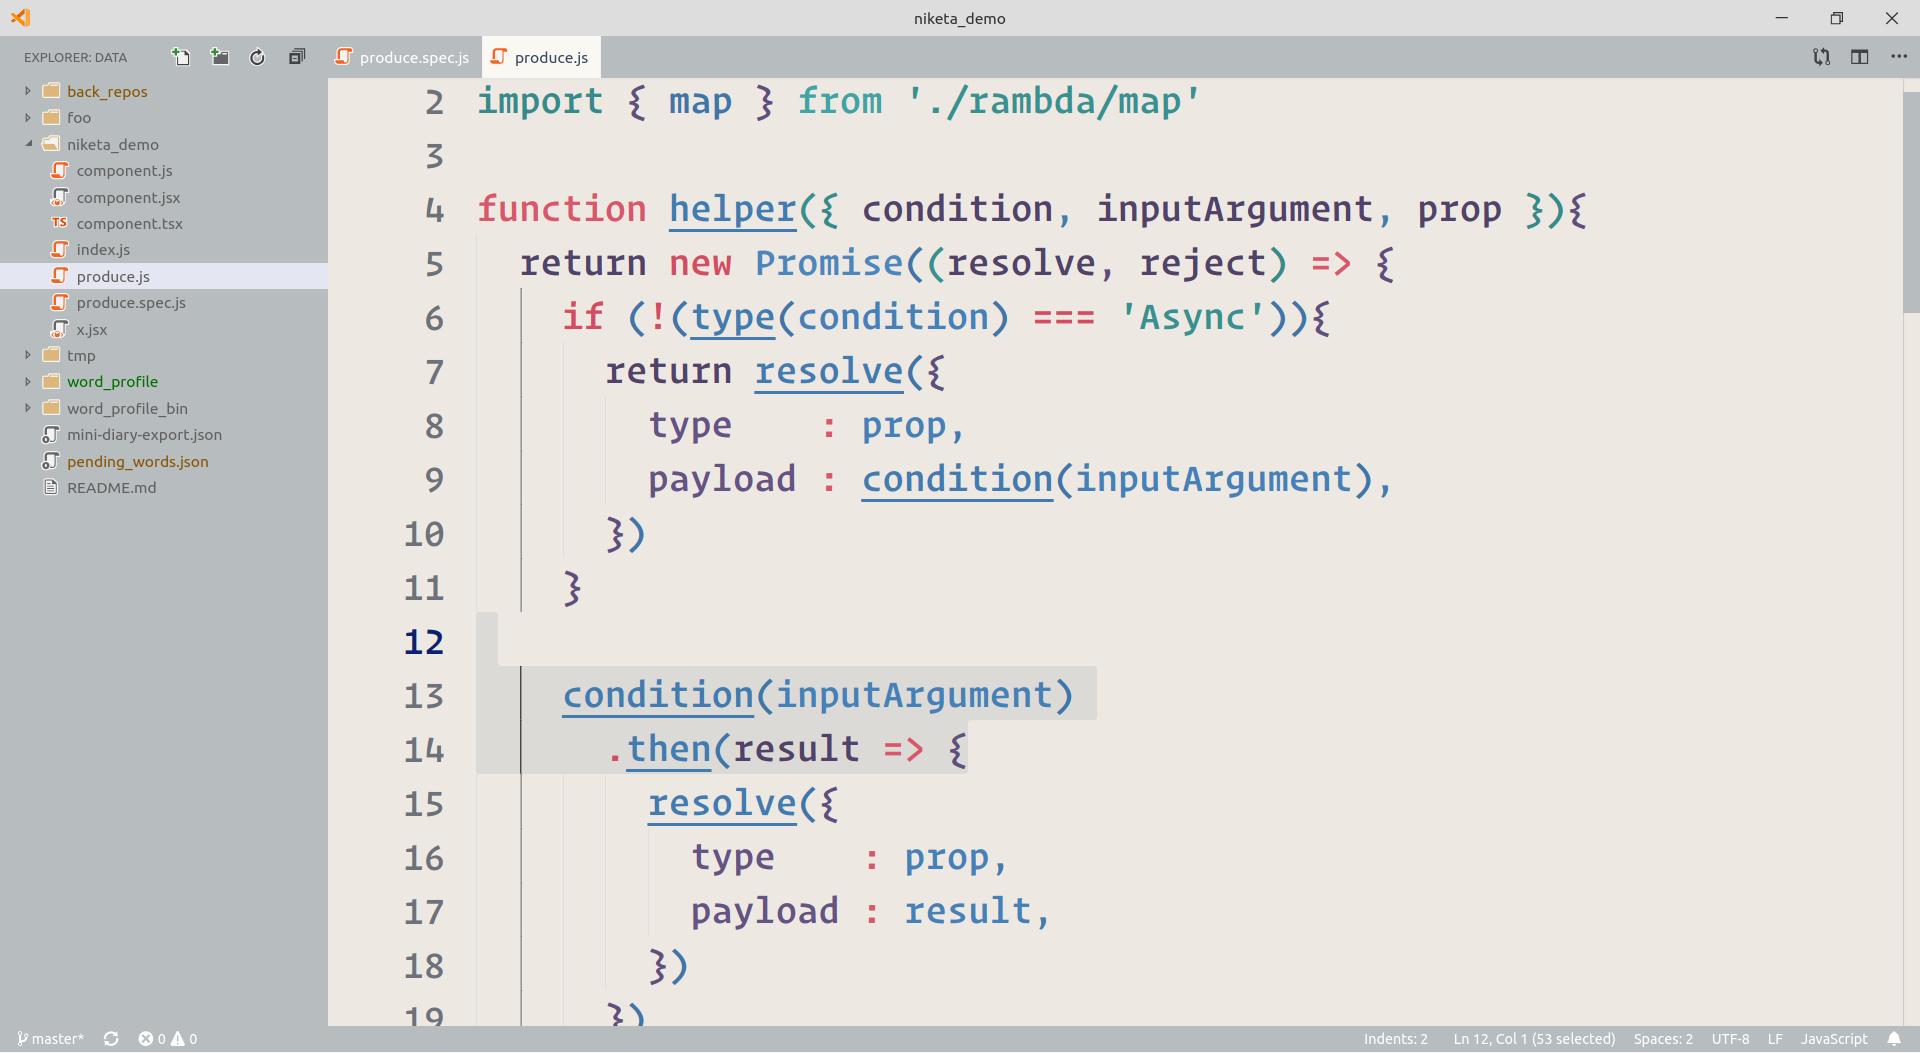 niketa_demo
EXPLORER: DATA
produce.spec.js
produce.js
back_repos
foo
niketa_demo
component.js
component.jsx
TS component.tsx
index.js
produce.js
produce.spec.js
x.jsx
tmp
word_profile
word_profile_bin
mini-diary-export.json
pending_words.json
README.md
2 import { map } from './rambda/map'
3
4 function helper({ condition, inputArgument, prop }){
5 return new Promise((resolve, reject) => {
6 if (!(type(condition) === 'Async')){
7 return resolve({
8 type : prop,
9 payload : condition(inputArgument),
10 })
11 }
12
13 condition(inputArgument)
14 .then(result => {
15 resolve({
16 type : prop,
17 payload : result,
18 })
19 })
master* 0 0 Indents: 2 Ln 12, Col 1 (53 selected) Spaces: 2 UTF-8 LF JavaScript